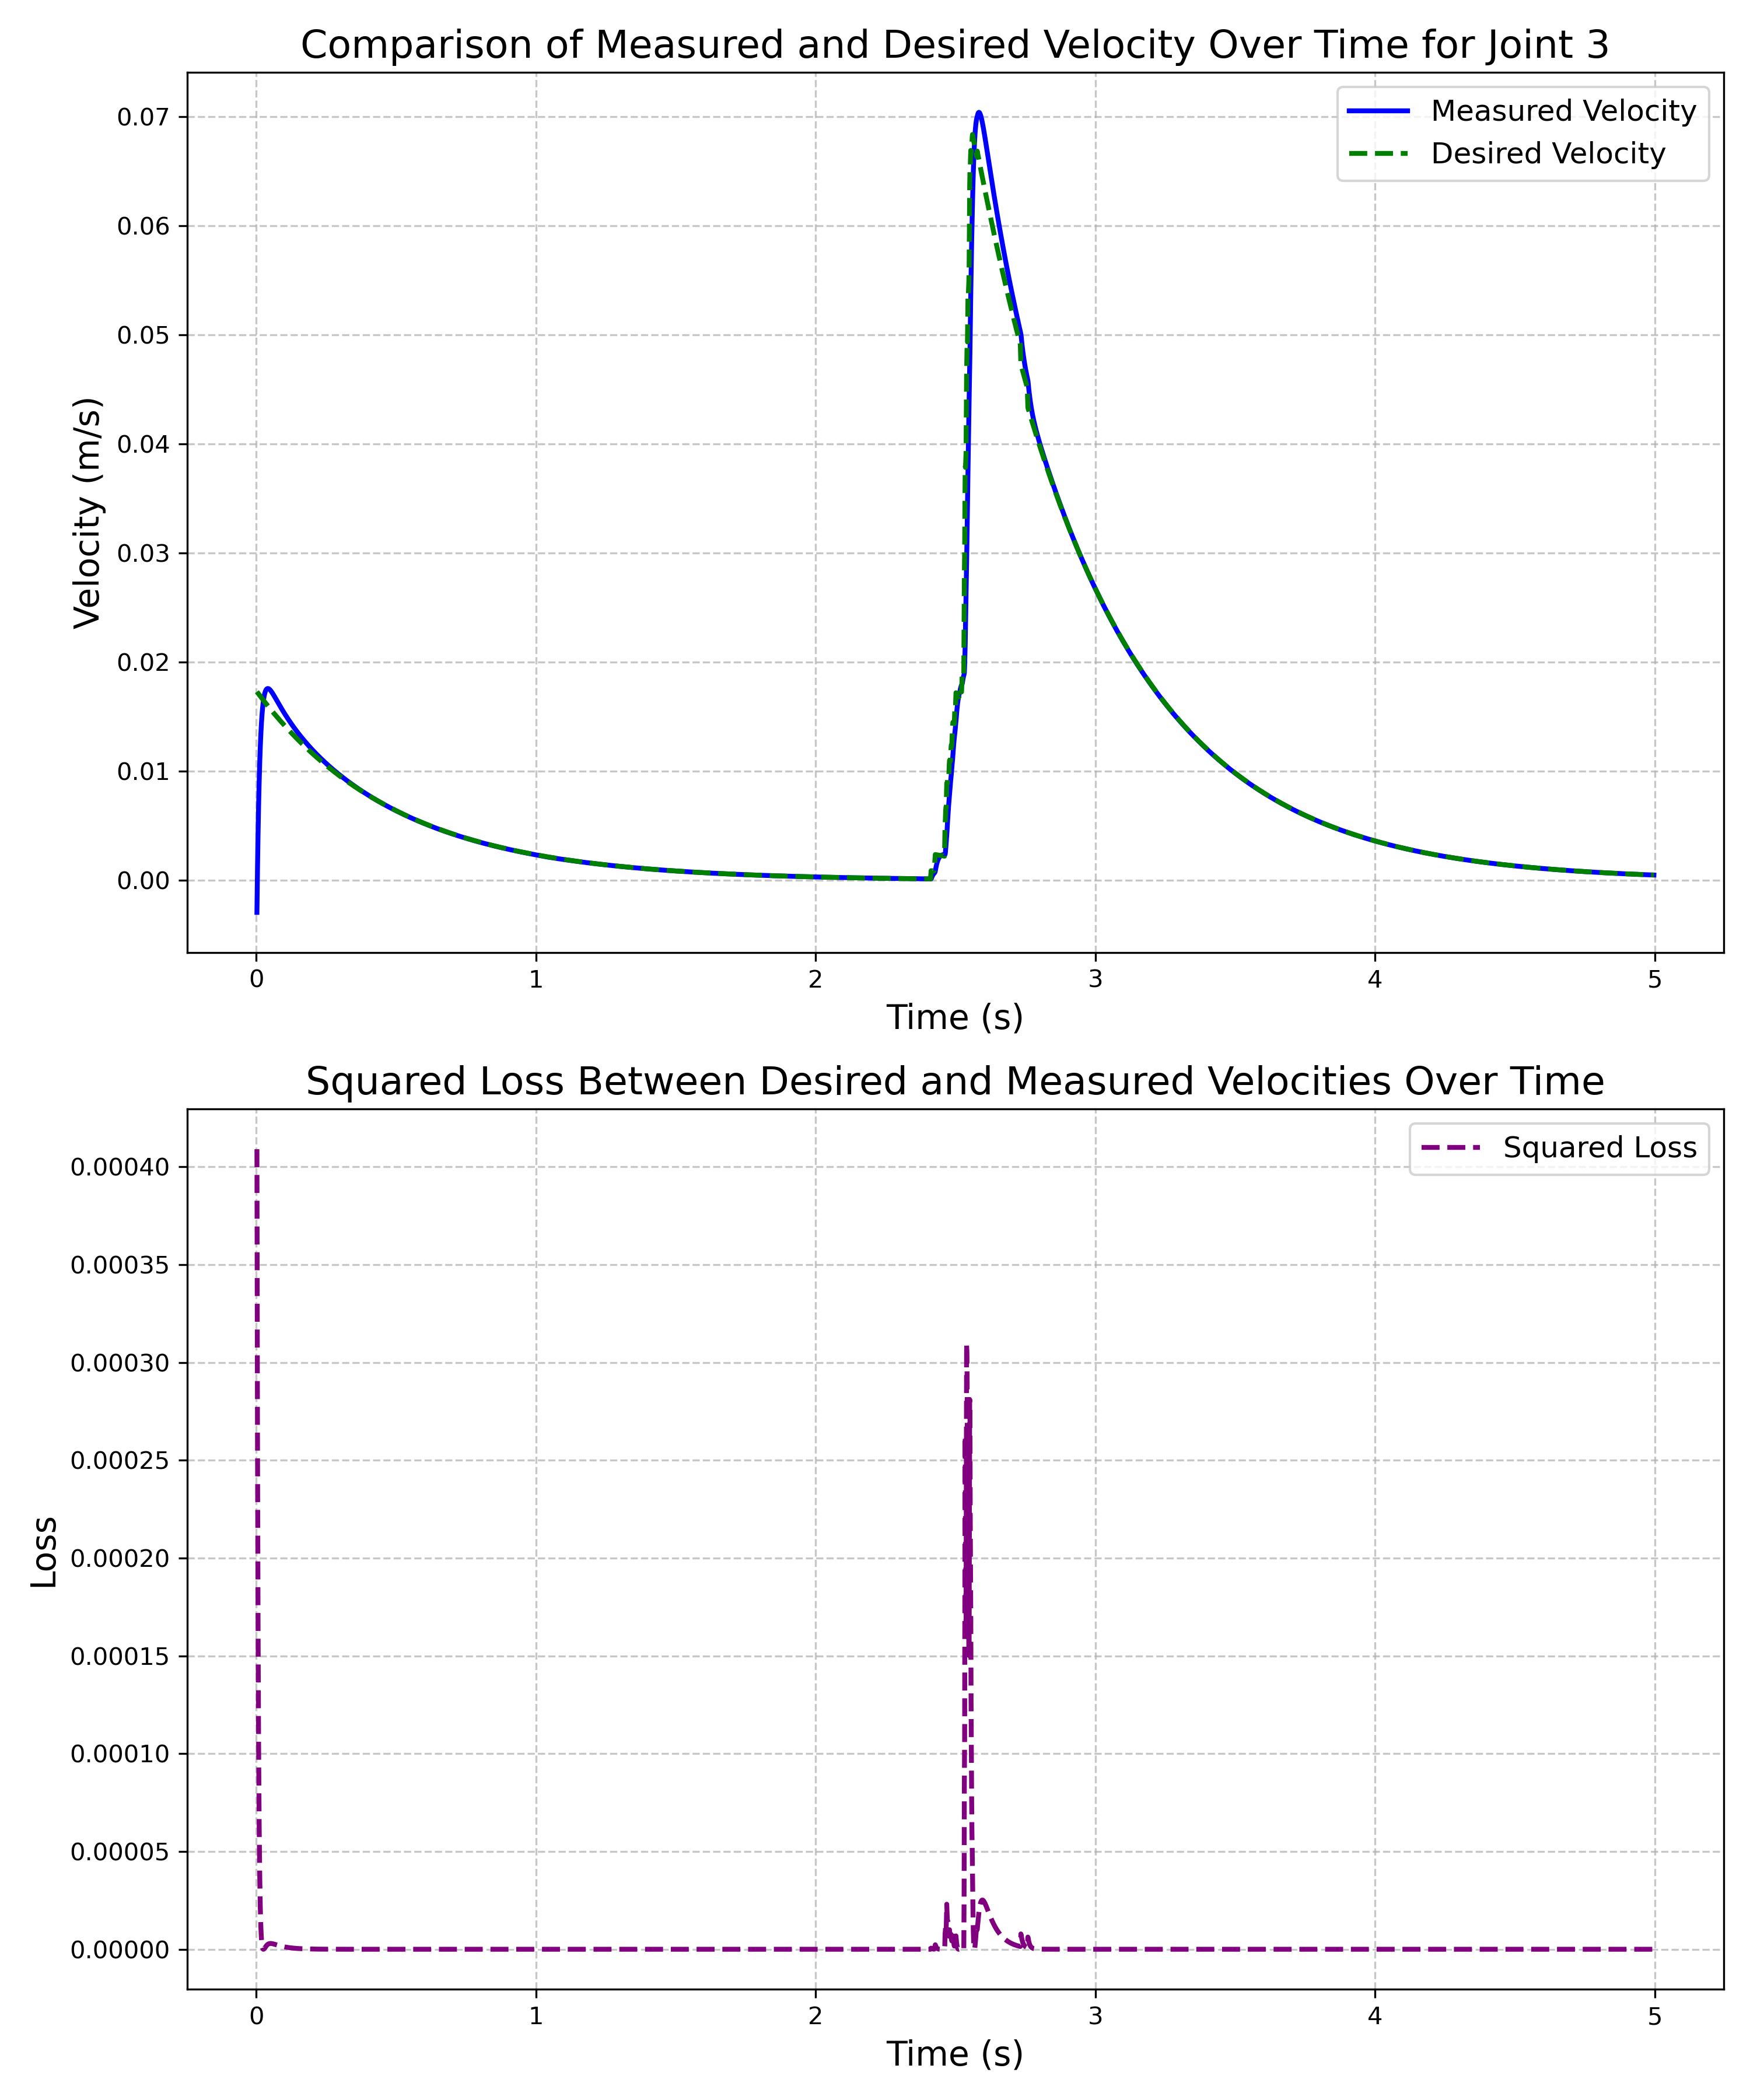 Comparison of Measured and Desired Velocity Over Time for Joint 3
Measured Velocity
Desired Velocity
0.07
0.06
0.05
0.04
0.03
0.02
0.01
0.00
Velocity (m/s)
0 1 2 3 4 5
Time (s)
Squared Loss Between Desired and Measured Velocities Over Time
Squared Loss
0.00040
0.00035
0.00030
0.00025
0.00020
0.00015
0.00010
0.00005
0.00000
Loss
0 1 2 3 4 5
Time (s)